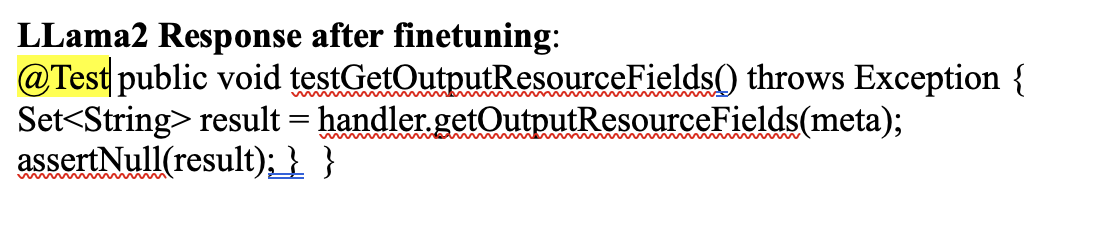 LLama2 Response after finetuning:
@Test public void testGetOutputResourceFields() throws Exception {
Set<String> result = handler.getOutputResourceFields(meta);
assertNull(result); } }